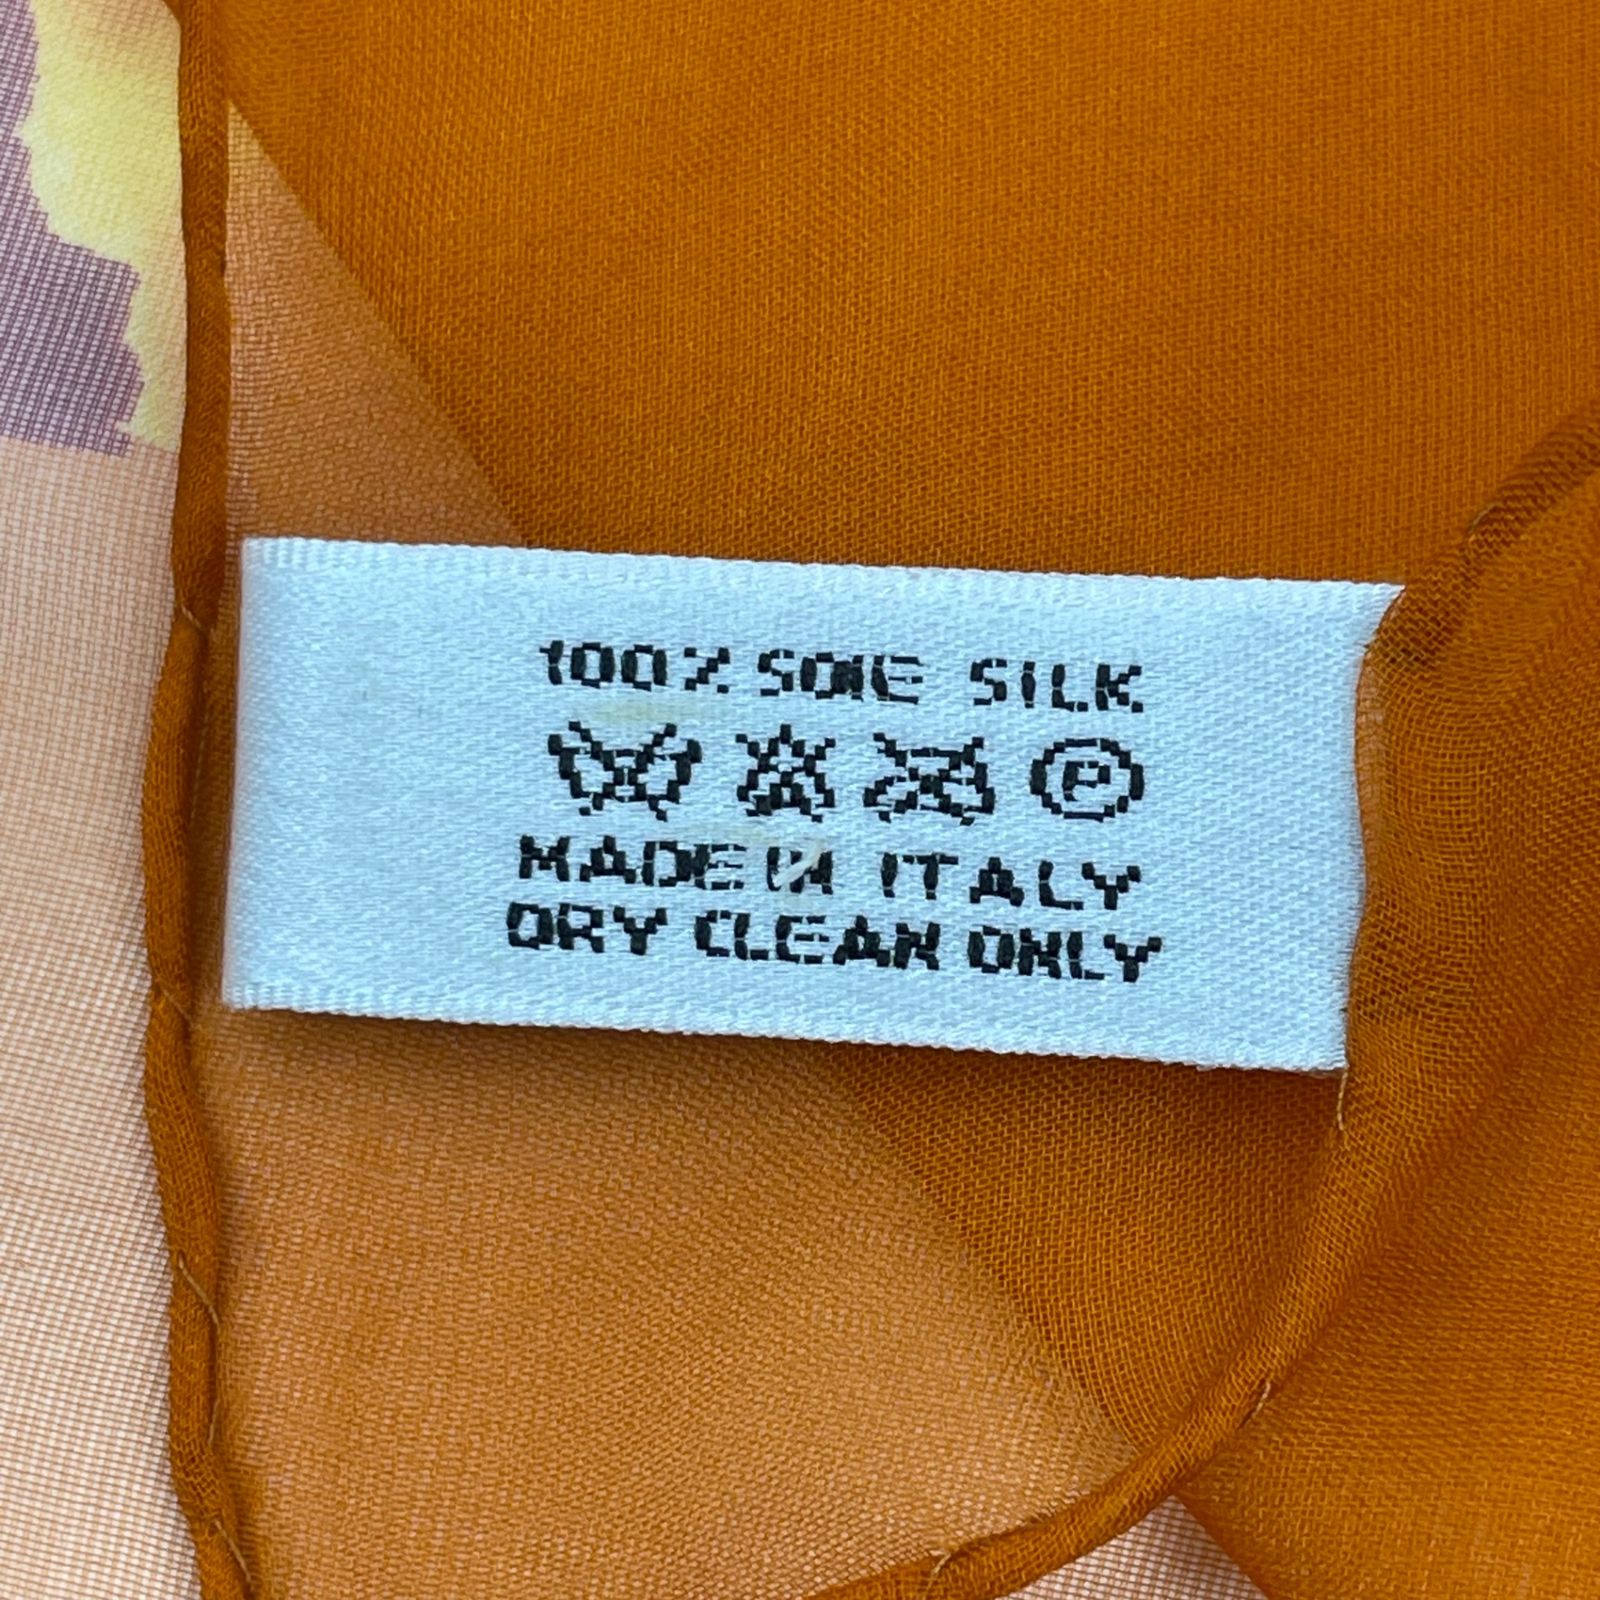 100% SOIE SILK
P
MADE IN ITALY
DRY CLEAN ONLY